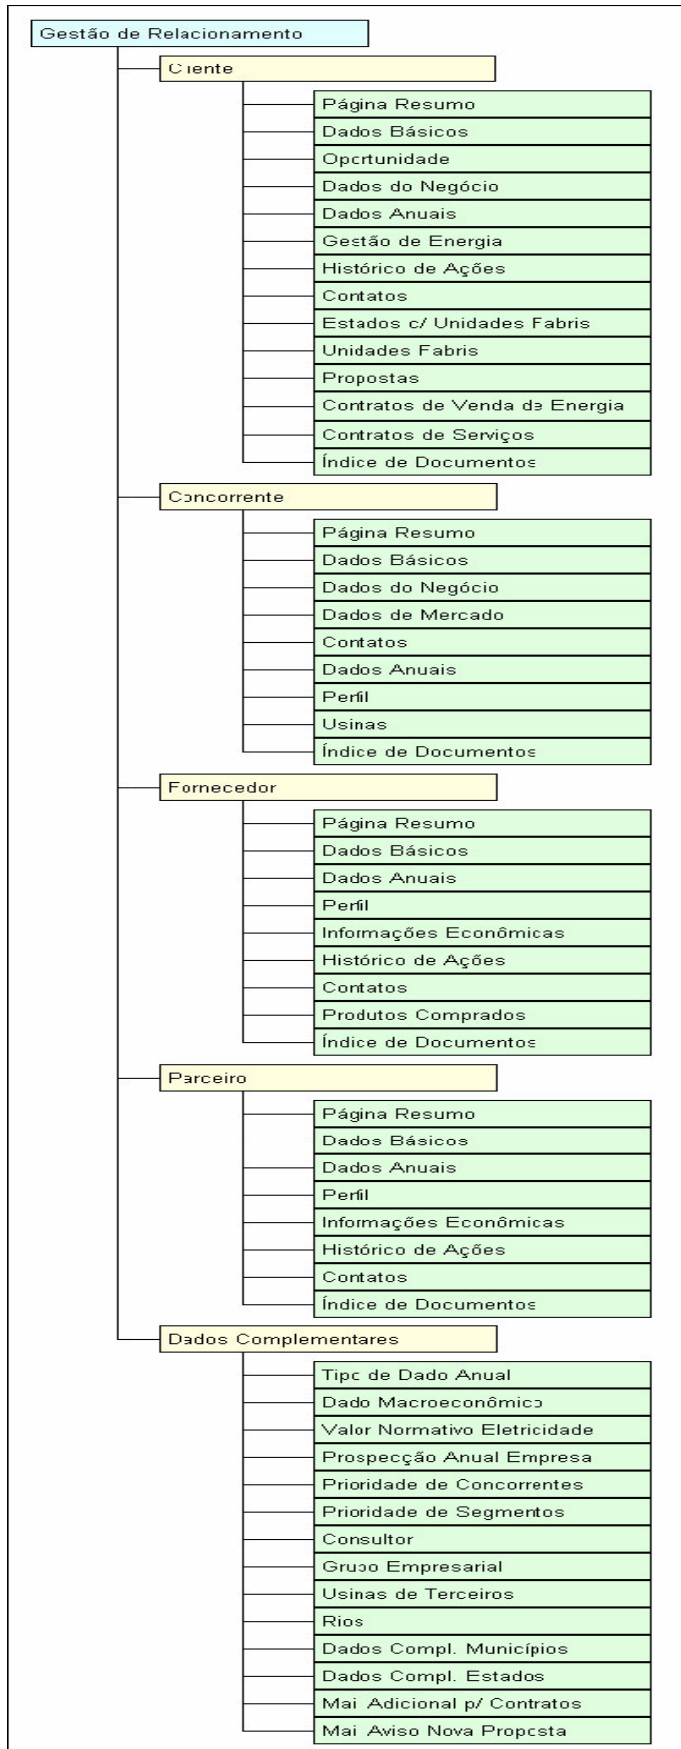 Gestão de Relacionamento
Cliente
Página Resumo
Dados Básicos
Oportunidade
Dados do Negócio
Dados Anuais
Gestão de Energia
Histórico de Ações
Contatos
Estados c/ Unidades Fabris
Unidades Fabris
Propostas
Contratos de Venda de Energia
Contratos de Serviços
Índice de Documentos
Concorrente
Página Resumo
Dados Básicos
Dados do Negócio
Dados de Mercado
Contatos
Dados Anuais
Perfil
Usinas
Índice de Documentos
Fornecedor
Página Resumo
Dados Básicos
Dados Anuais
Perfil
Informações Econômicas
Histórico de Ações
Contatos
Produtos Comprados
Índice de Documentos
Parceiro
Página Resumo
Dados Básicos
Dados Anuais
Perfil
Informações Econômicas
Histórico de Ações
Contatos
Índice de Documentos
Dados Complementares
Tipo de Dado Anual
Dado Macroeconômico
Valor Normativo Eletricidade
Prospecção Anual Empresa
Prioridade de Concorrentes
Prioridade de Segmentos
Consultor
Grupo Empresarial
Usinas de Terceiros
Rios
Dados Compl. Municípios
Dados Compl. Estados
Mail Adicional p/ Contratos
Mail Aviso Nova Proposta